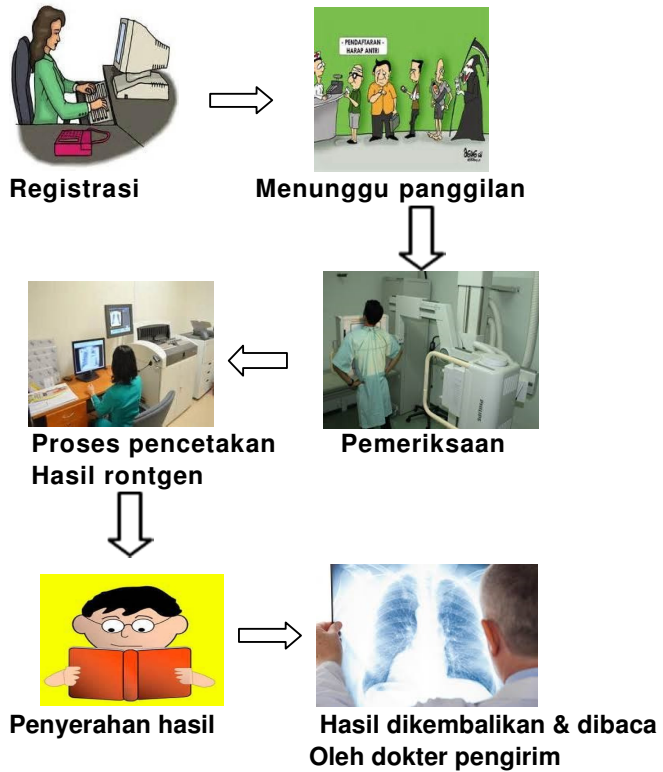 - PENDAFTARAN -
HARAP ANTRI
Registrasi
Menunggu panggilan
PHILIPS
Proses pencetakan
Hasil rontgen
Pemeriksaan
Penyerahan hasil
Hasil dikembalikan & dibaca
Oleh dokter pengirim